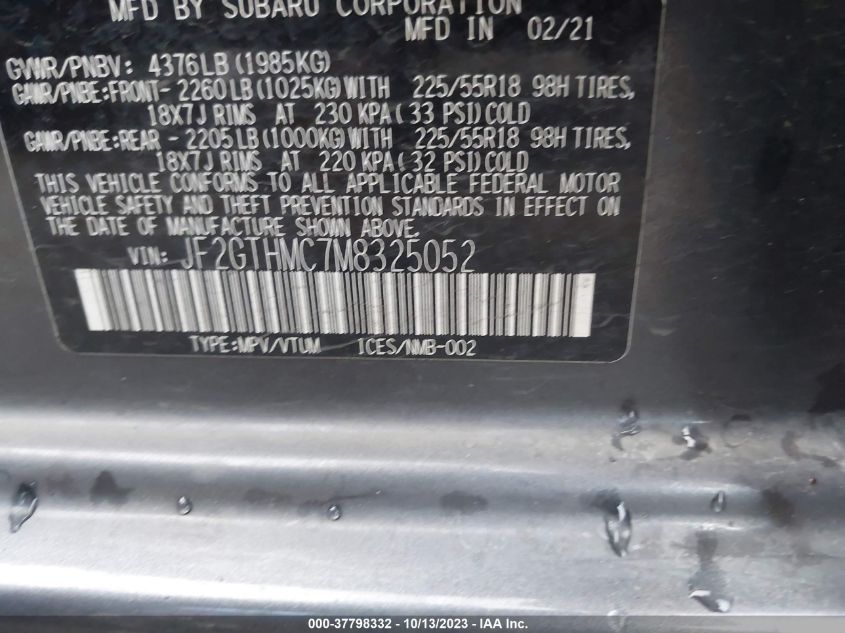 MFD BY SUBARU CORPORATION
MFD IN 02/21
GVWR/PNBV: 4376LB(1985KG)
GAWR/PNBE:FRONT- 2260LB(1025KG)WITH 225/55R18 98H TIRES,
18X7J RIMS AT 230 KPA(33 PSI)COLD
GAWR/PNBE:REAR - 2205LB(1000KG)WITH 225/55R18 98H TIRES,
18X7J RIMS AT 220 KPA(32 PSI)COLD
THIS VEHICLE CONFORMS TO ALL APPLICABLE FEDERAL MOTOR
VEHICLE SAFETY AND THEFT PREVENTION STANDARDS IN EFFECT ON
THE DATE OF MANUFACTURE SHOWN ABOVE.
VIN: JF2GTHMC7M8325052
TYPE:MPV/VTUM ICES/NMB-002
000-37798332 - 10/13/2023 - IAA Inc.